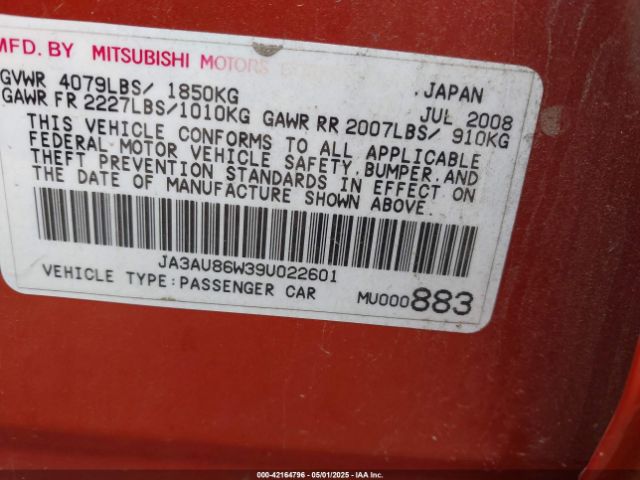 MFD. BY MITSUBISHI MOTORS
GVWR 4079LBS/ 1850KG JAPAN
GAWR FR 2227LBS/1010KG GAWR RR 2007LBS/ 910KG JUL 2008
THIS VEHICLE CONFORMS TO ALL APPLICABLE
FEDERAL MOTOR VEHICLE SAFETY, BUMPER, AND
THEFT PREVENTION STANDARDS IN EFFECT ON
THE DATE OF MANUFACTURE SHOWN ABOVE.
JA3AU86W39U022601
VEHICLE TYPE:PASSENGER CAR MU000883
000-42164796 - 05/01/2025 - IAA Inc.